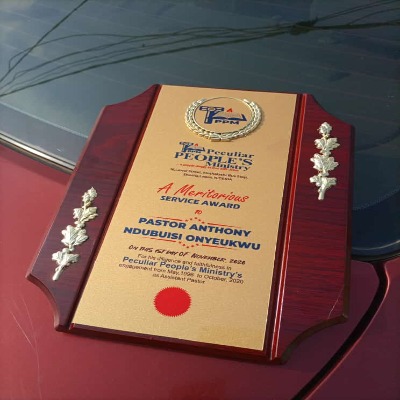 PPM
Peculiar
PEOPLE'S
Ministry
A Meritorious
SERVICE AWARD
TO
PASTOR ANTHONY
NDUBUISI ONYEUKWU
ON THIS 1ST DAY OF NOVEMBER, 2020
For his diligence and faithfulness in
Peculiar People's Ministry's
engagement from May, 1996 to October, 2020
as Assistant Pastor